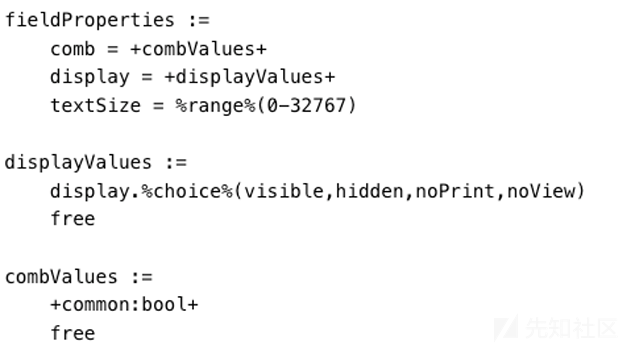 fieldProperties :=
    comb = +combValues+
    display = +displayValues+
    textSize = %range%(0-32767)

displayValues :=
    display.%choice%(visible,hidden,noPrint,noView)
    free

combValues :=
    +common:bool+
    free
先知社区